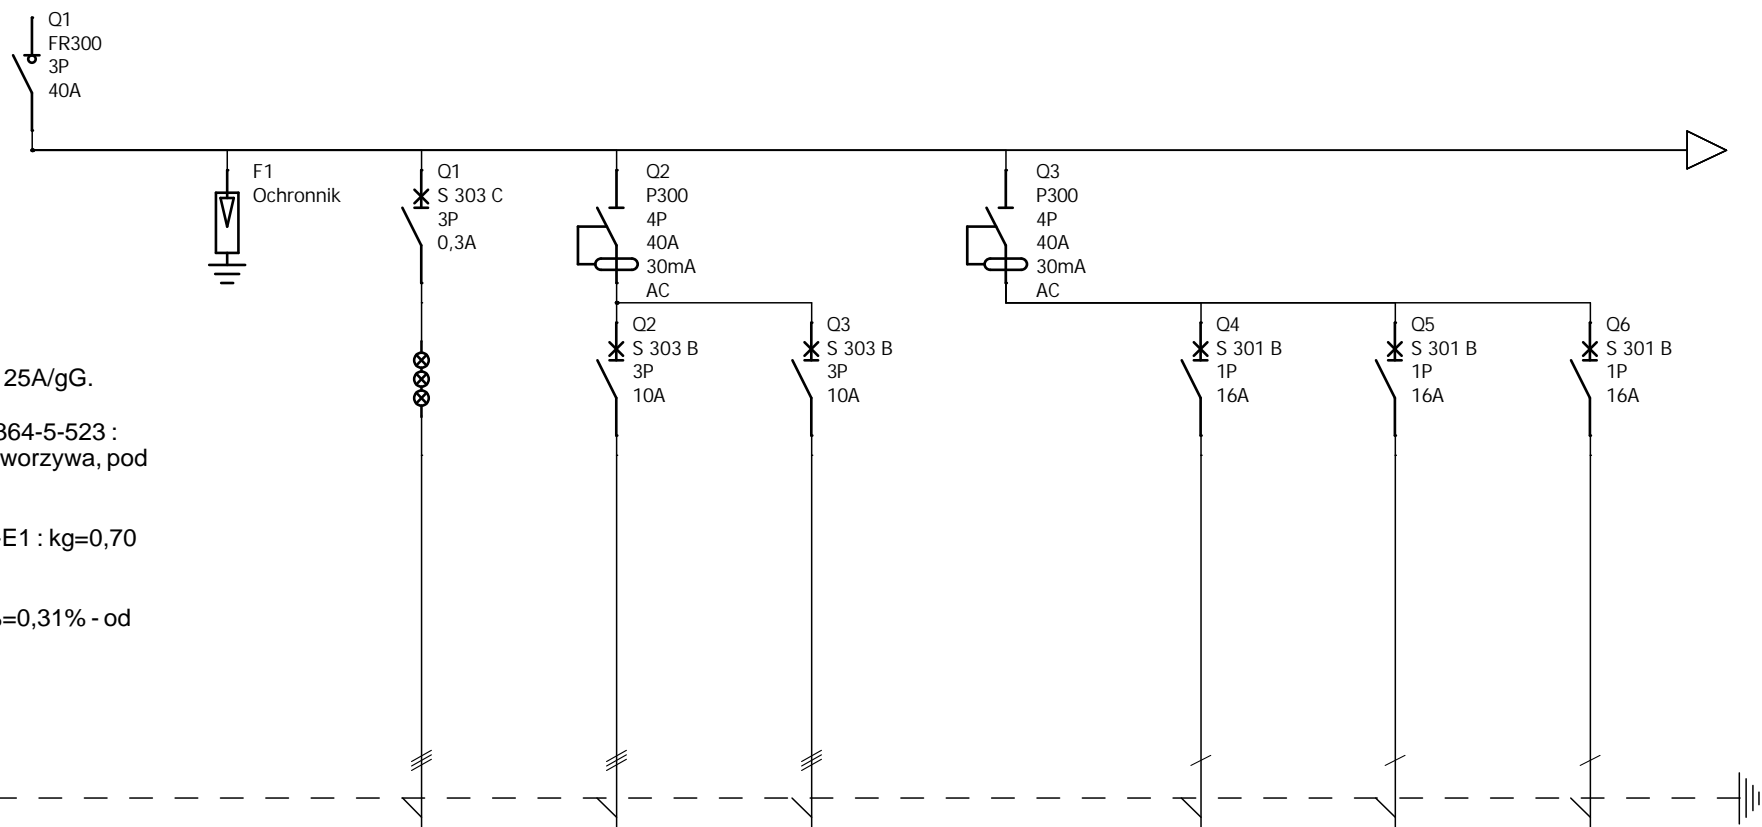 Q1
FR300
3P
40A
F1
Ochronnik
Q1
S 303 C
3P
0,3A
Q2
P300
4P
40A
30mA
AC
Q3
P300
4P
40A
30mA
AC
Q2
S 303 B
3P
10A
Q3
S 303 B
3P
10A
Q4
S 301 B
1P
16A
Q5
S 301 B
1P
16A
Q6
S 301 B
1P
16A
25A/gG.
364-5-523 :
worzywa, pod
E1 : kg=0,70
=0,31% - od